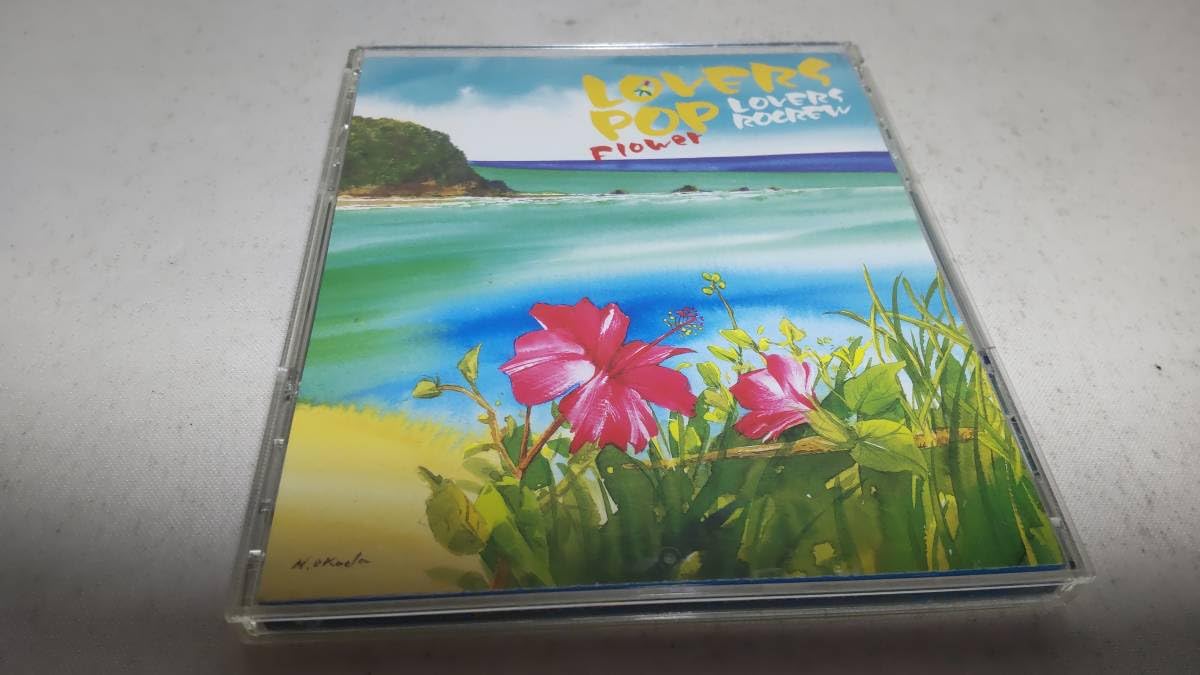 LOVERS
POP
Flower
LOVERS
ROCREW
N. OKada